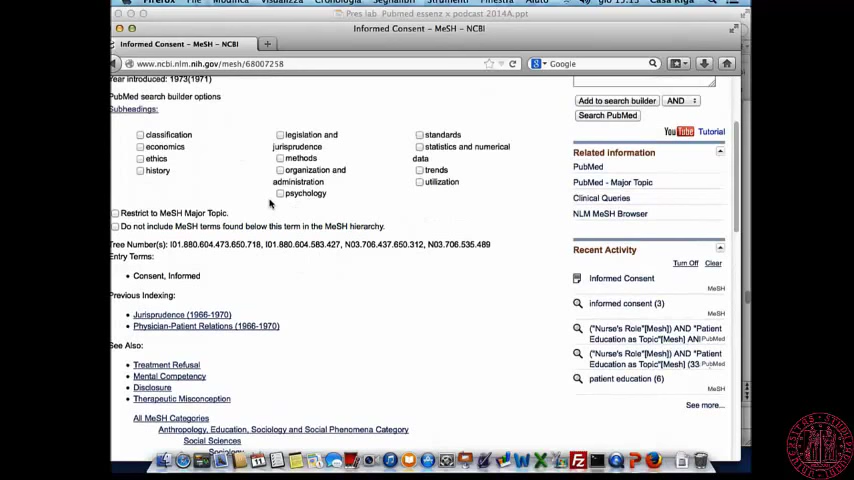 Firefox File Modifica Visualizza Cronologia Segnalibri Strumenti Finestra Aiuto gio 15:15 Casa Riga
Pres lab Pubmed essenz x podcast 2014A.ppt
Informed Consent - MeSH - NCBI
Informed Consent - MeSH - NCBI
www.ncbi.nlm.nih.gov/mesh/68007258
Google
Year introduced: 1973(1971)
PubMed search builder options
Subheadings:
classification
economics
ethics
history
legislation and
jurisprudence
methods
organization and
administration
psychology
standards
statistics and numerical
data
trends
utilization
Restrict to MeSH Major Topic.
Do not include MeSH terms found below this term in the MeSH hierarchy.
Tree Number(s): I01.880.604.473.650.718, I01.880.604.583.427, N03.706.437.650.312, N03.706.535.489
Entry Terms:
Consent, Informed
Previous Indexing:
Jurisprudence (1966-1970)
Physician-Patient Relations (1966-1970)
See Also:
Treatment Refusal
Mental Competency
Disclosure
Therapeutic Misconception
All MeSH Categories
Anthropology, Education, Sociology and Social Phenomena Category
Social Sciences
Sociology
Add to search builder AND
Search PubMed
YouTube Tutorial
Related information
PubMed
PubMed - Major Topic
Clinical Queries
NLM MeSH Browser
Recent Activity
Turn Off Clear
Informed Consent
MeSH
informed consent (3)
MeSH
("Nurse's Role"[Mesh]) AND "Patient
Education as Topic"[Mesh] AN
PubMed
("Nurse's Role"[Mesh]) AND "Patient
Education as Topic"[Mesh] (33
PubMed
patient education (6)
MeSH
See more...